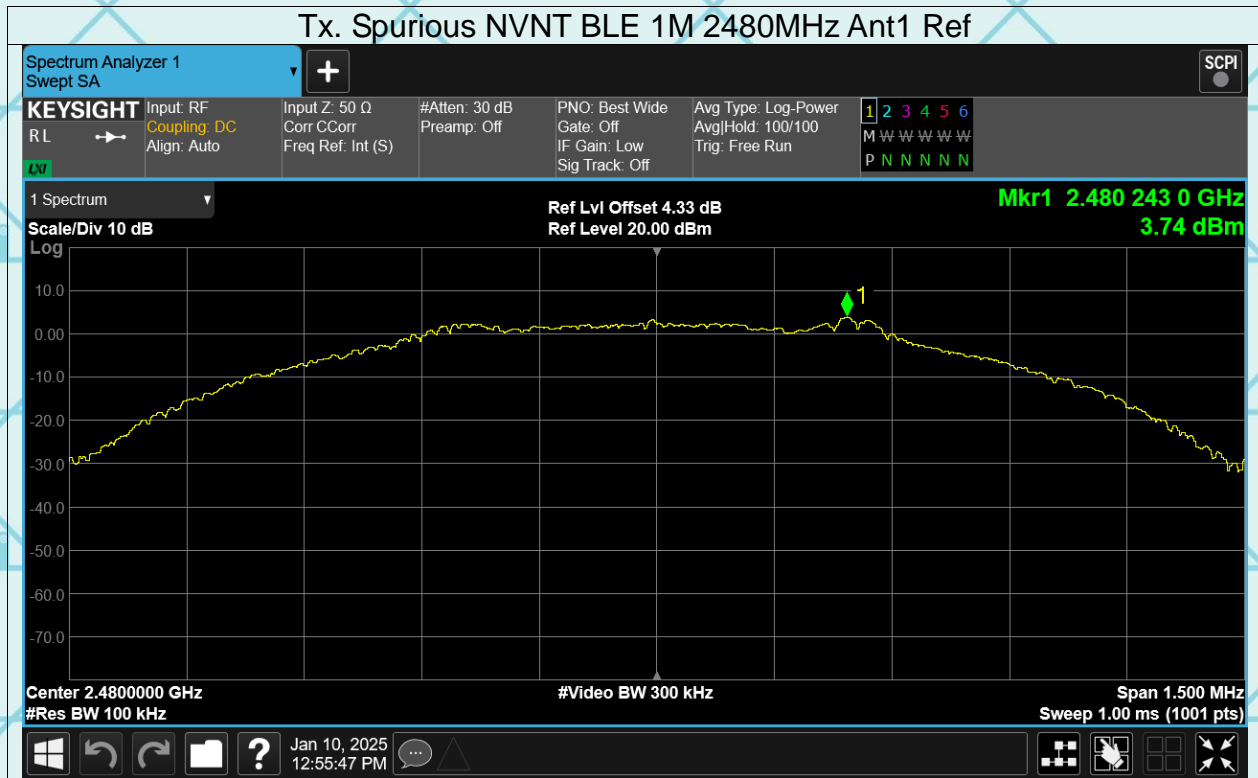 Tx. Spurious NVNT BLE 1M 2480MHz Ant1 Ref
Spectrum Analyzer 1
Swept SA
SCPI
KEYSIGHT
RL
LXI
Input: RF
Coupling: DC
Align: Auto
Input Z: 50 Ω
Corr CCorr
Freq Ref: Int (S)
#Atten: 30 dB
Preamp: Off
PNO: Best Wide
Gate: Off
IF Gain: Low
Sig Track: Off
Avg Type: Log-Power
Avg|Hold: 100/100
Trig: Free Run
1 2 3 4 5 6
M W W W W W
P N N N N N
1 Spectrum
Scale/Div 10 dB
Ref Lvl Offset 4.33 dB
Ref Level 20.00 dBm
Mkr1 2.480 243 0 GHz
3.74 dBm
Log
10.0
0.00
-10.0
-20.0
-30.0
-40.0
-50.0
-60.0
-70.0
1
Center 2.4800000 GHz
#Res BW 100 kHz
#Video BW 300 kHz
Span 1.500 MHz
Sweep 1.00 ms (1001 pts)
?
Jan 10, 2025
12:55:47 PM